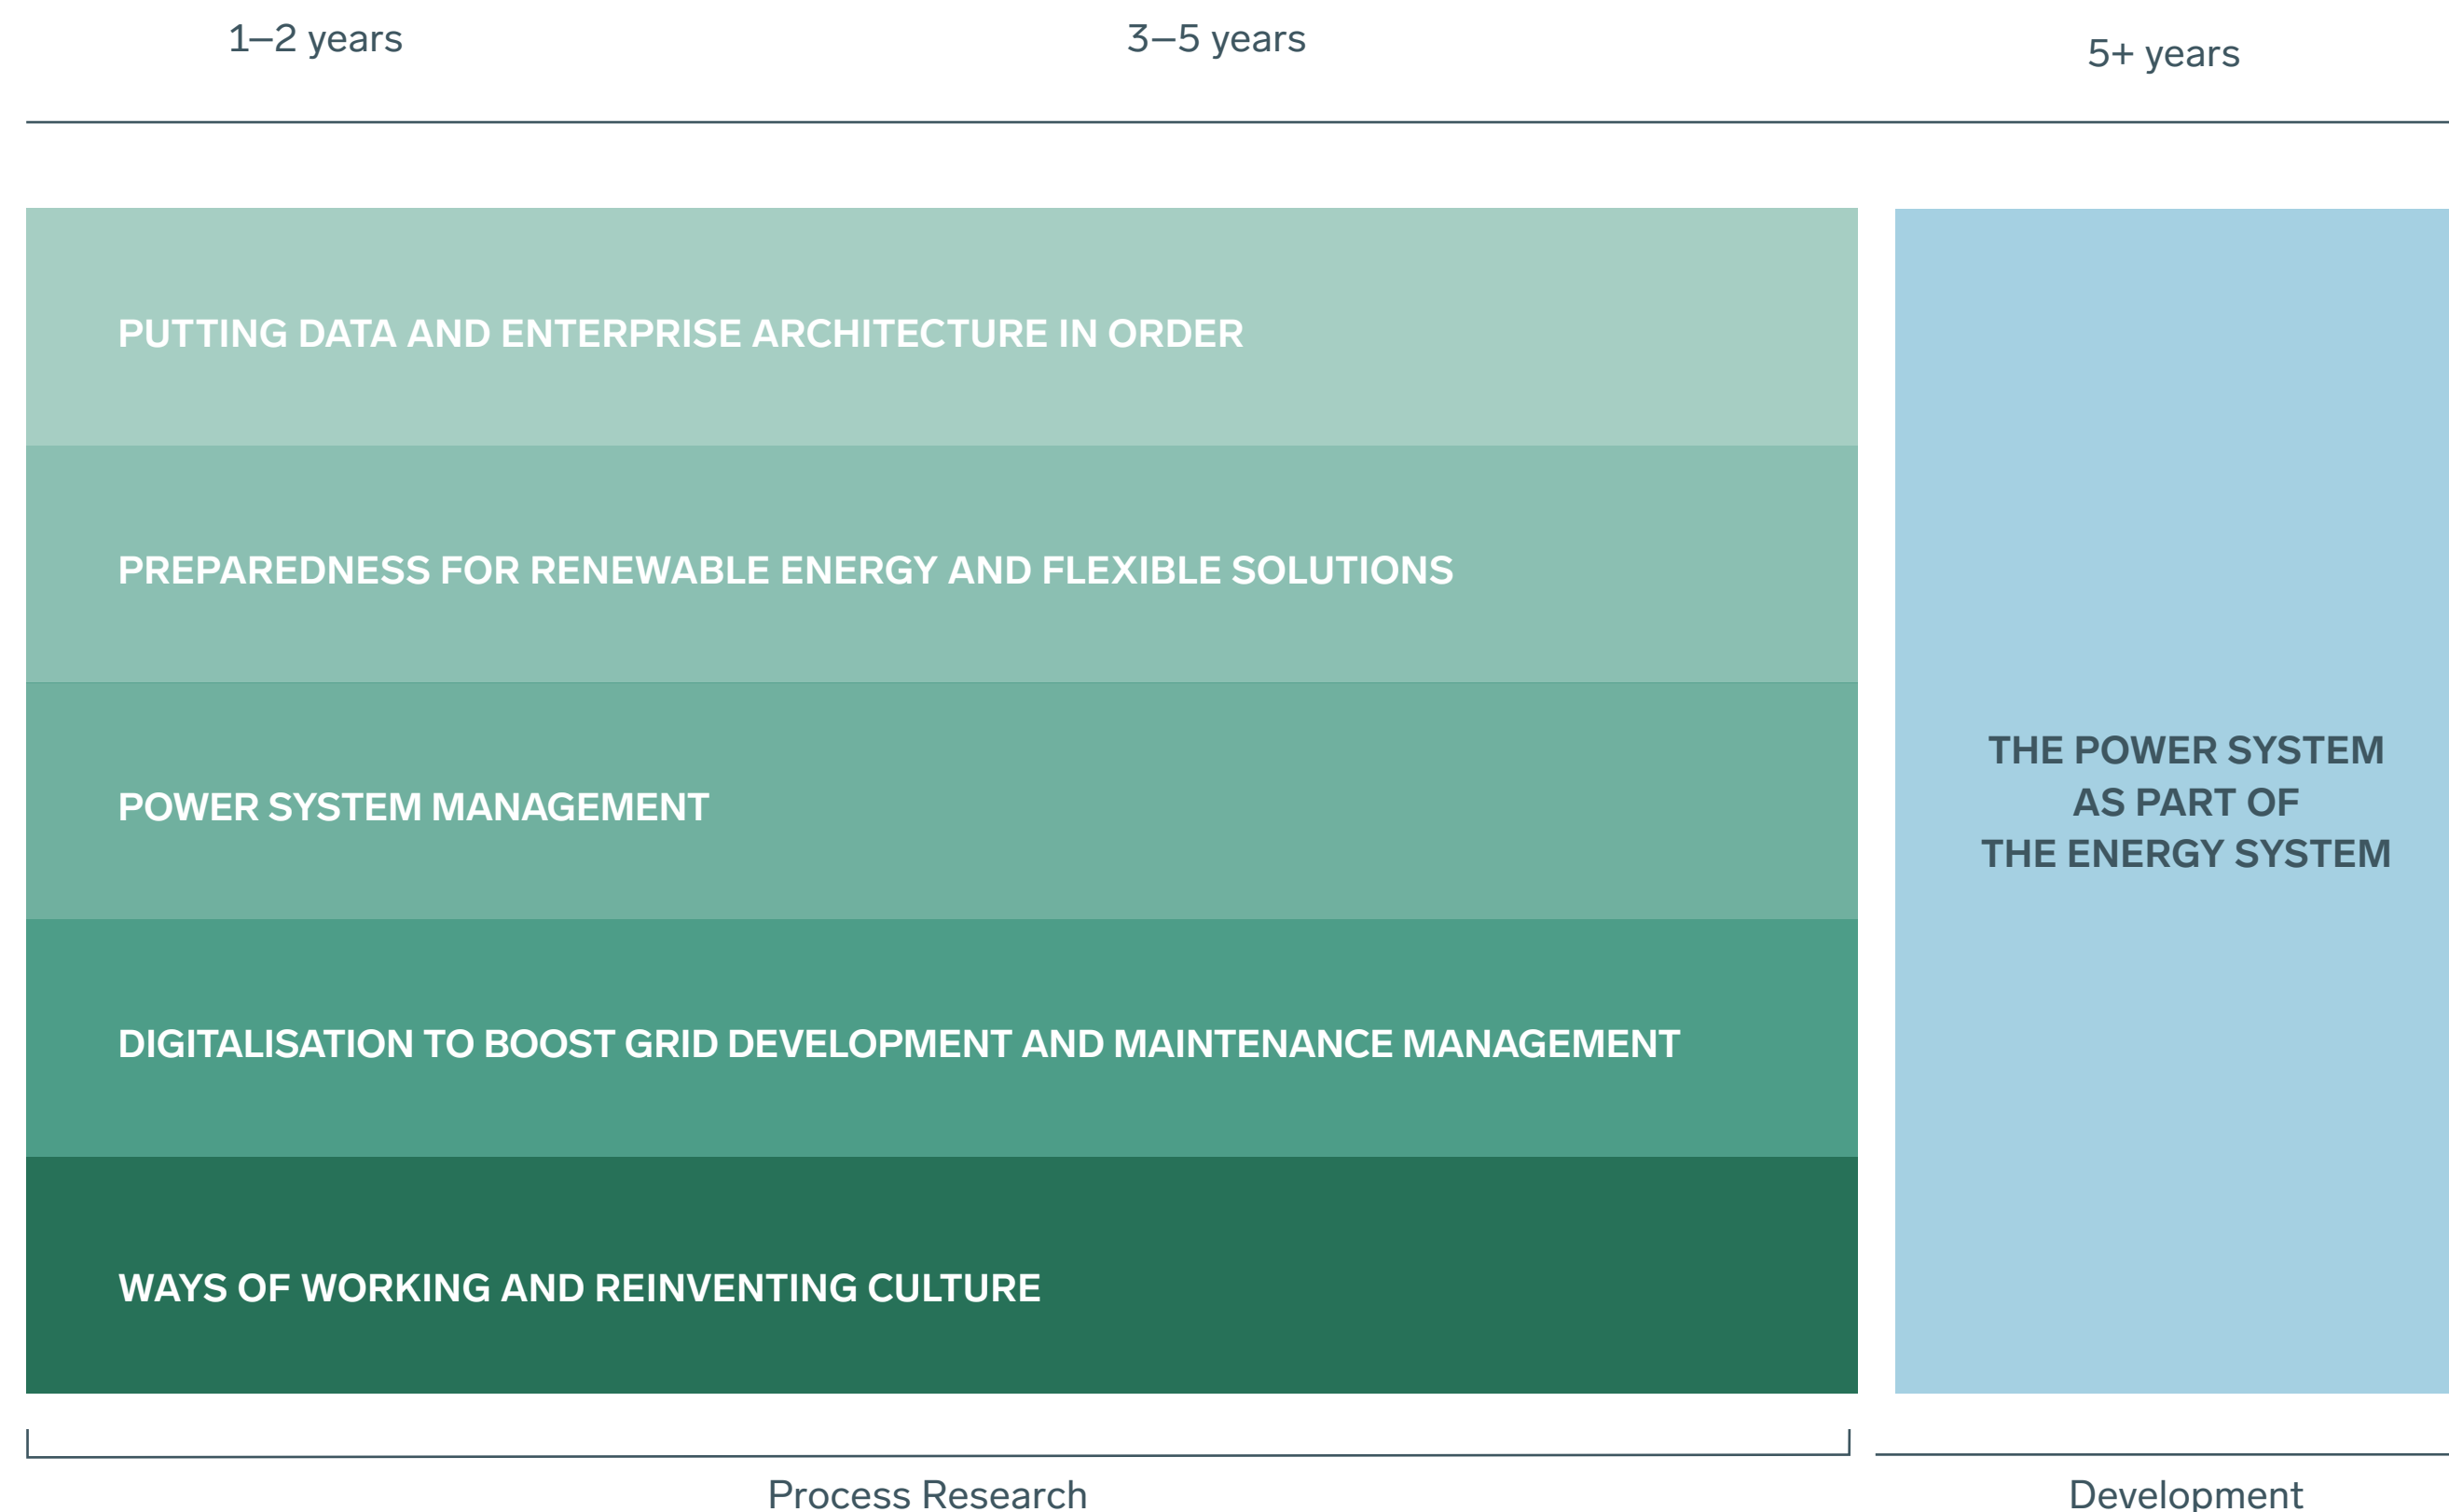 1–2 years
3–5 years
5+ years
PUTTING DATA AND ENTERPRISE ARCHITECTURE IN ORDER
PREPAREDNESS FOR RENEWABLE ENERGY AND FLEXIBLE SOLUTIONS
POWER SYSTEM MANAGEMENT
DIGITALISATION TO BOOST GRID DEVELOPMENT AND MAINTENANCE MANAGEMENT
WAYS OF WORKING AND REINVENTING CULTURE
THE POWER SYSTEM
AS PART OF
THE ENERGY SYSTEM
Process Research
Development